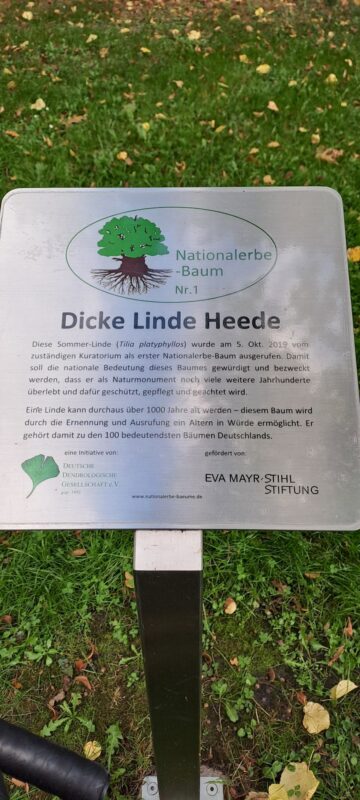 Nationalerbe
-Baum
Nr.1
Dicke Linde Heede
Diese Sommer-Linde (Tilia platyphyllos) wurde am 5. Okt. 2019 vom
zuständigen Kuratorium als erster Nationalerbe-Baum ausgerufen. Damit
soll die nationale Bedeutung dieses Baumes gewürdigt und bezweckt
werden, dass er als Naturmonument noch viele weitere Jahrhunderte
überlebt und dafür geschützt, gepflegt und geachtet wird.
Eine Linde kann durchaus über 1000 Jahre alt werden – diesem Baum wird
durch die Ernennung und Ausrufung ein Altern in Würde ermöglicht. Er
gehört damit zu den 100 bedeutendsten Bäumen Deutschlands.
eine Initiative von:
gefördert von:
Deutsche
Dendrologische
Gesellschaft e.V.
gegr. 1892
EVA MAYR-STIHL
STIFTUNG
www.nationalerbe-baeume.de